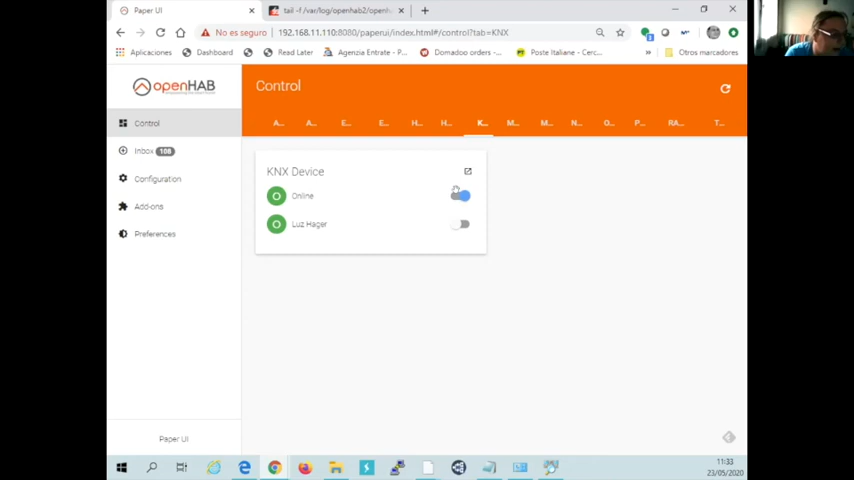 Paper UI
tail -f /var/log/openhab2/openh
No es seguro
192.168.11.110:8080/paperui/index.html#/control?tab=KNX
Aplicaciones
Dashboard
Read Later
Agenzia Entrate - P...
Domadoo orders -...
Poste Italiane - Cerc...
»
Otros marcadores
openHAB
Control
A...
A...
E...
E...
H...
H...
K...
M...
M...
N...
O...
P...
RA...
T...
Control
Inbox 108
Configuration
Add-ons
Preferences
KNX Device
Online
Luz Hager
Paper UI
11:33
23/05/2020